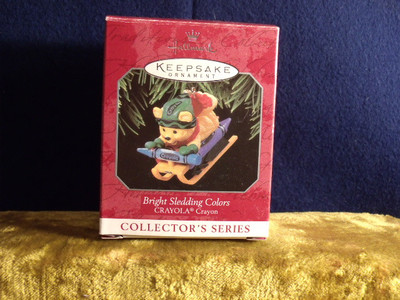 Hallmark
KEEPSAKE
ORNAMENT
Crayola
Bright Sledding Colors
CRAYOLA® Crayon
COLLECTOR'S SERIES